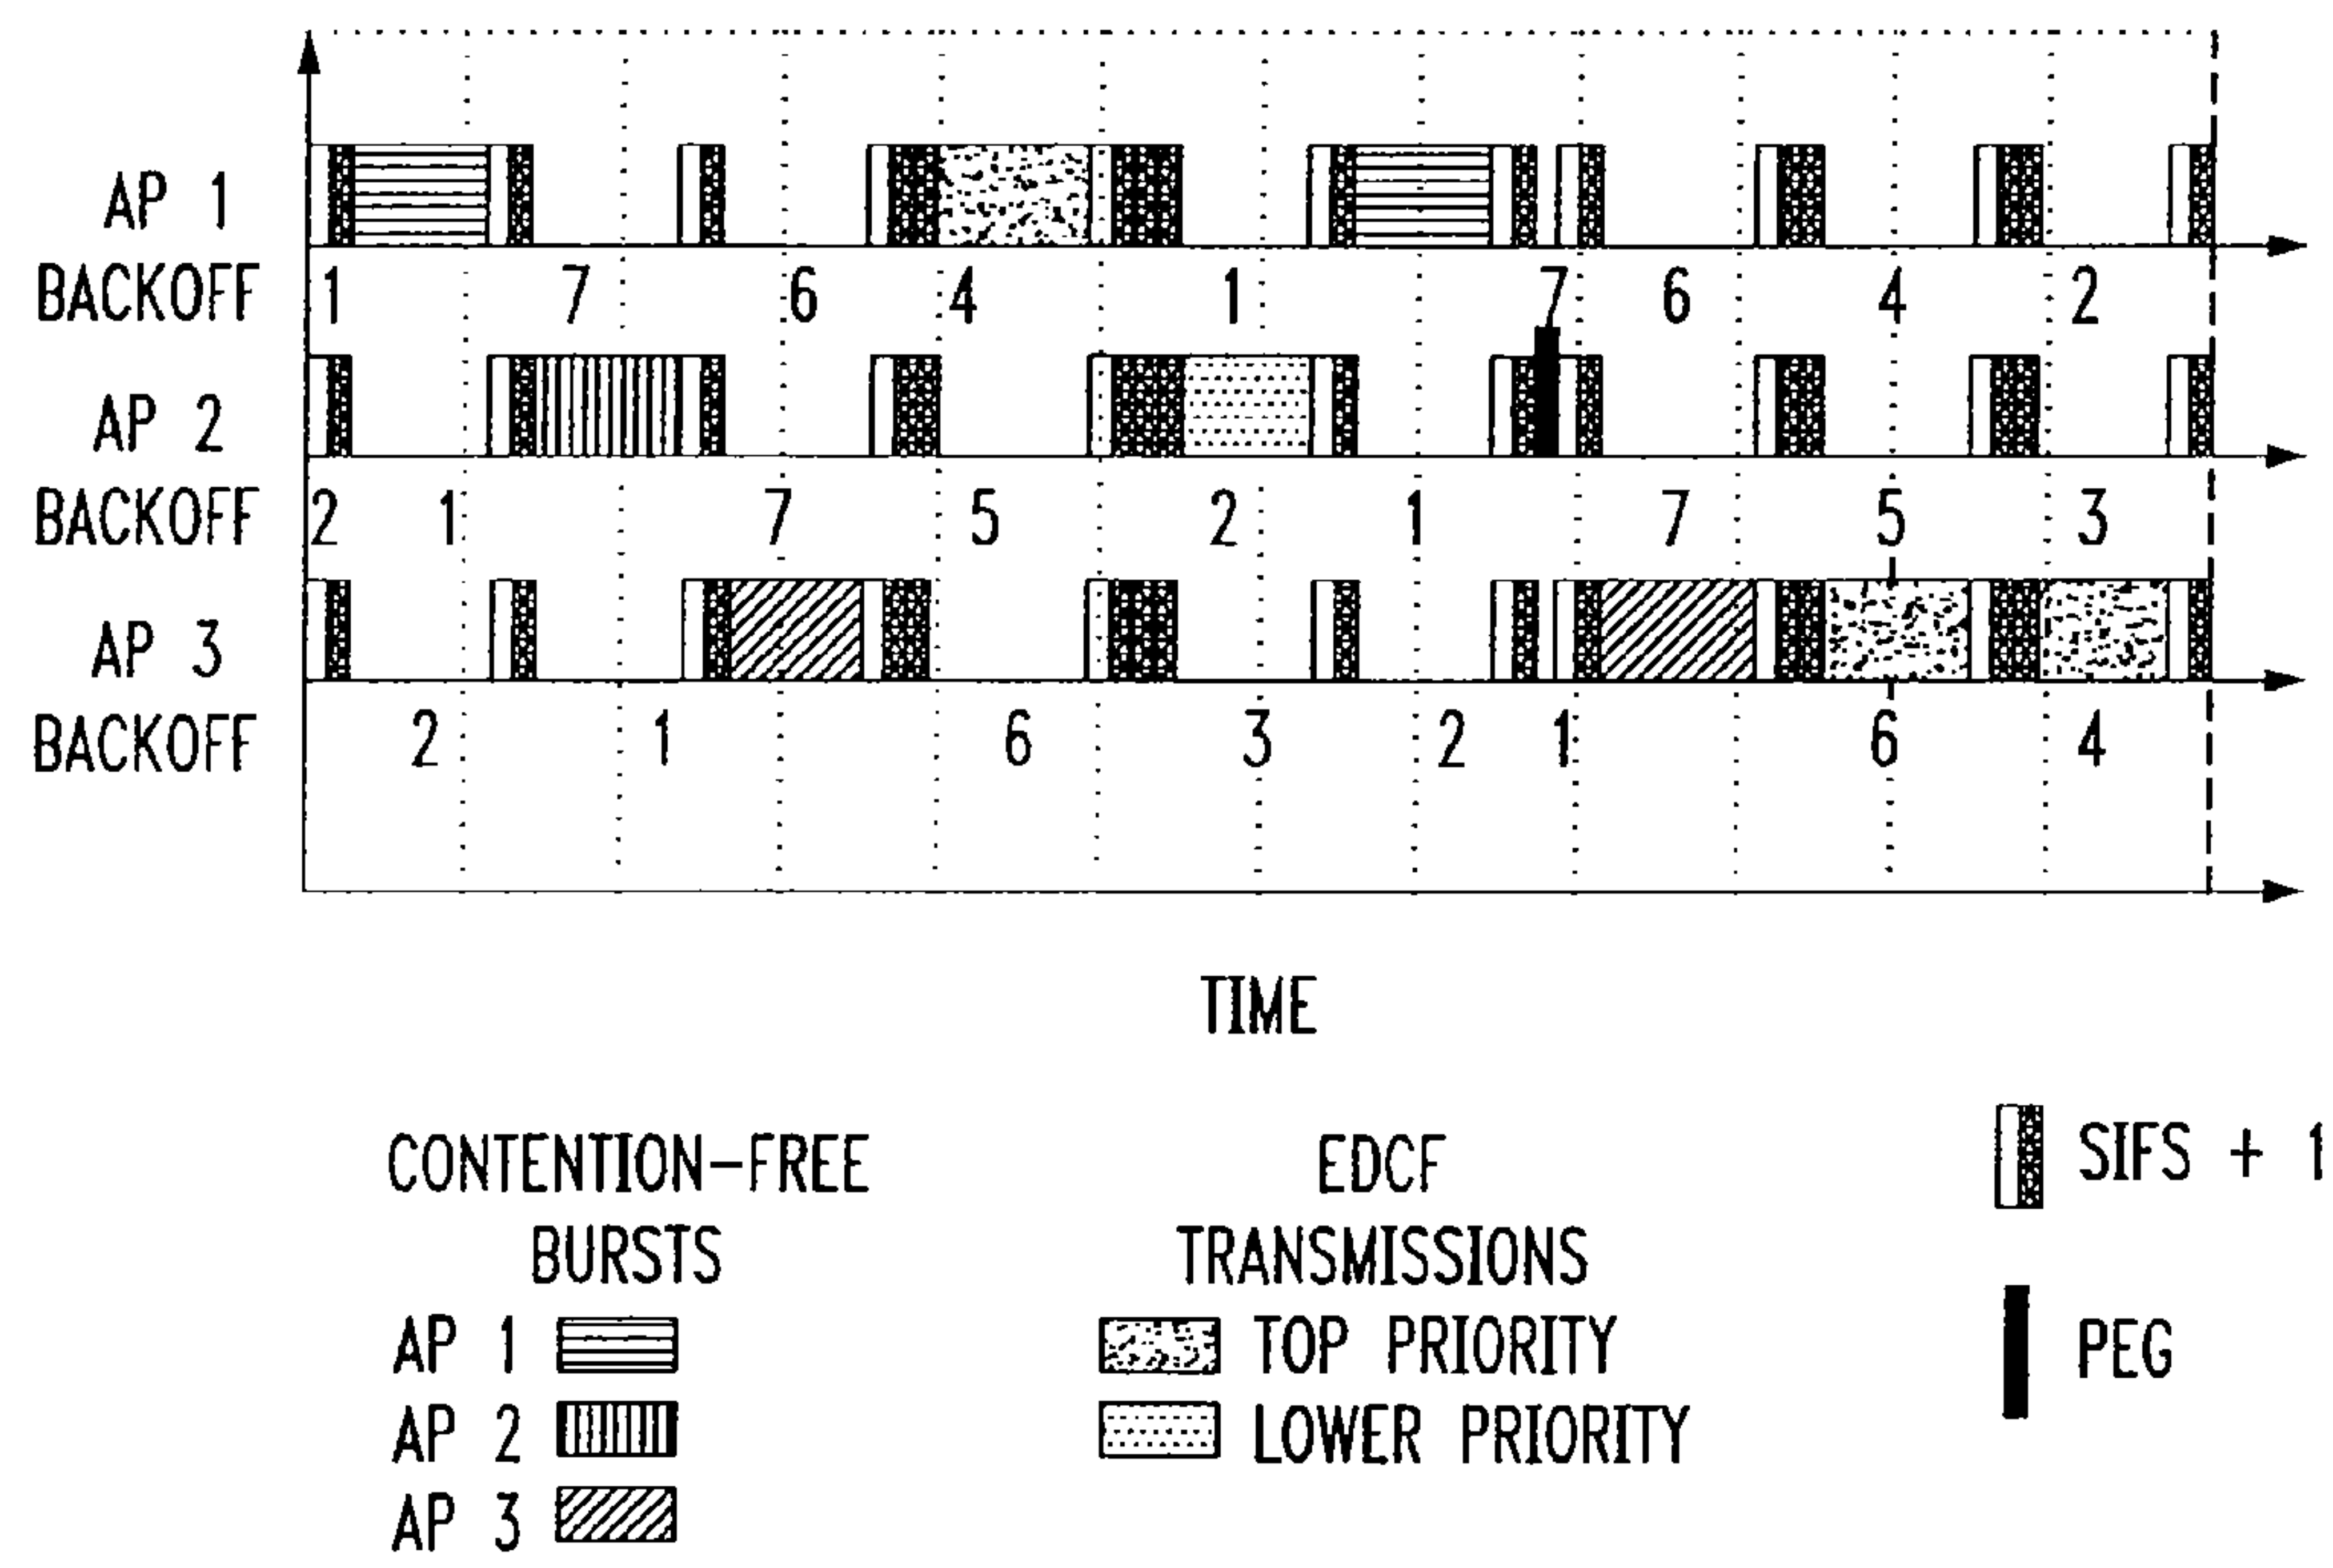 AP 1
BACKOFF 1 7 6 4 1 7 6 4 2
AP 2
BACKOFF 2 1 7 5 2 1 7 5 3
AP 3
BACKOFF 2 1 6 3 2 1 6 4
TIME
CONTENTION-FREE
BURSTS
AP 1
AP 2
AP 3
EDCF
TRANSMISSIONS
TOP PRIORITY
LOWER PRIORITY
SIFS + 1
PEG